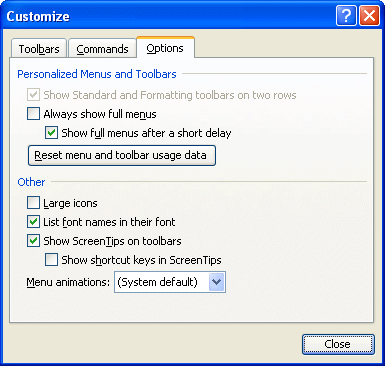 Customize
Toolbars Commands Options
Personalized Menus and Toolbars
Show Standard and Formatting toolbars on two rows
Always show full menus
Show full menus after a short delay
Reset menu and toolbar usage data
Other
Large icons
List font names in their font
Show ScreenTips on toolbars
Show shortcut keys in ScreenTips
Menu animations: (System default)
Close